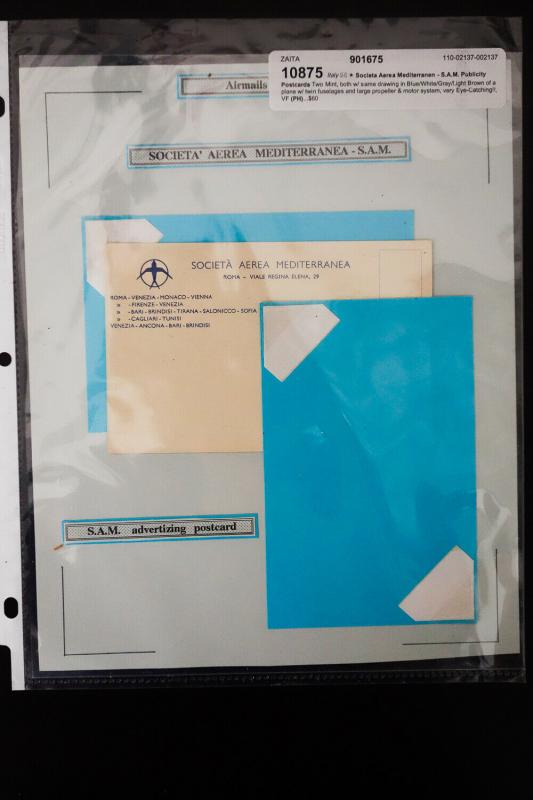 ZAITA 901675 110-02137-002137
10875 Italy 56 ★ Societa Aerea Mediterranen - S.A.M. Publicity
Postcards Two Mint, both w/ same drawing in Blue/White/Gray/Light Brown of a
plane w/ twin fuselages and large propeller & motor system, very Eye-Catching!!,
VF (PH)...$60
Airmails
SOCIETA' AEREA MEDITERRANEA - S.A.M.
SOCIETÀ AEREA MEDITERRANEA
ROMA - VIALE REGINA ELENA, 29
ROMA - VENEZIA - MONACO - VIENNA
» - FIRENZE - VENEZIA
» - BARI - BRINDISI - TIRANA - SALONICCO - SOFIA
» - CAGLIARI - TUNISI
VENEZIA - ANCONA - BARI - BRINDISI
S.A.M. advertizing postcard